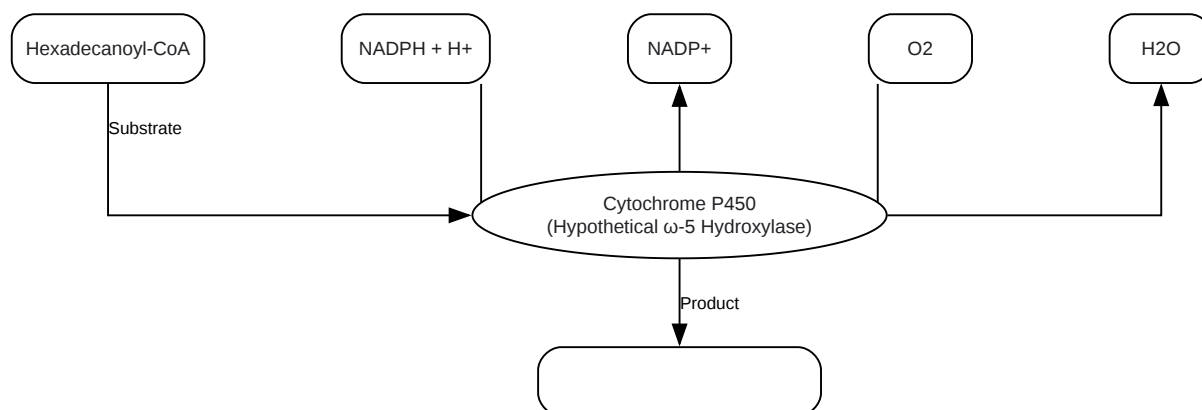 Hexadecanoyl-CoA
NADPH + H+
NADP+
O2
H2O
Substrate
Cytochrome P450
(Hypothetical ω-5 Hydroxylase)
Product